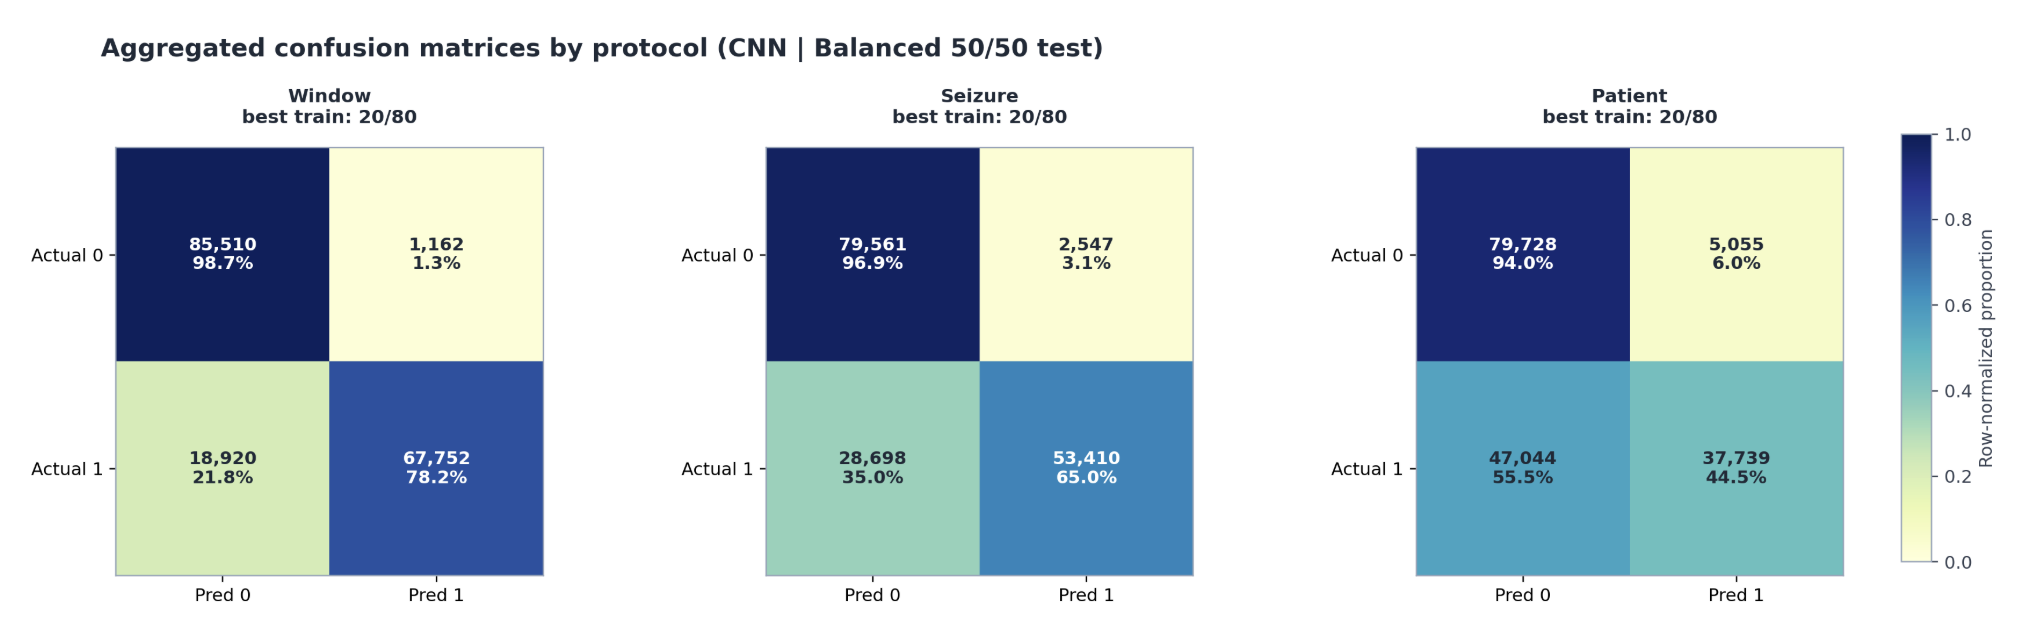 Aggregated confusion matrices by protocol (CNN | Balanced 50/50 test)
Window
best train: 20/80
Actual 0
85,510
98.7%
1,162
1.3%
Actual 1
18,920
21.8%
67,752
78.2%
Pred 0
Pred 1
Seizure
best train: 20/80
Actual 0
79,561
96.9%
2,547
3.1%
Actual 1
28,698
35.0%
53,410
65.0%
Pred 0
Pred 1
Patient
best train: 20/80
Actual 0
79,728
94.0%
5,055
6.0%
Actual 1
47,044
55.5%
37,739
44.5%
Pred 0
Pred 1
1.0
0.8
0.6
0.4
0.2
0.0
Row-normalized proportion